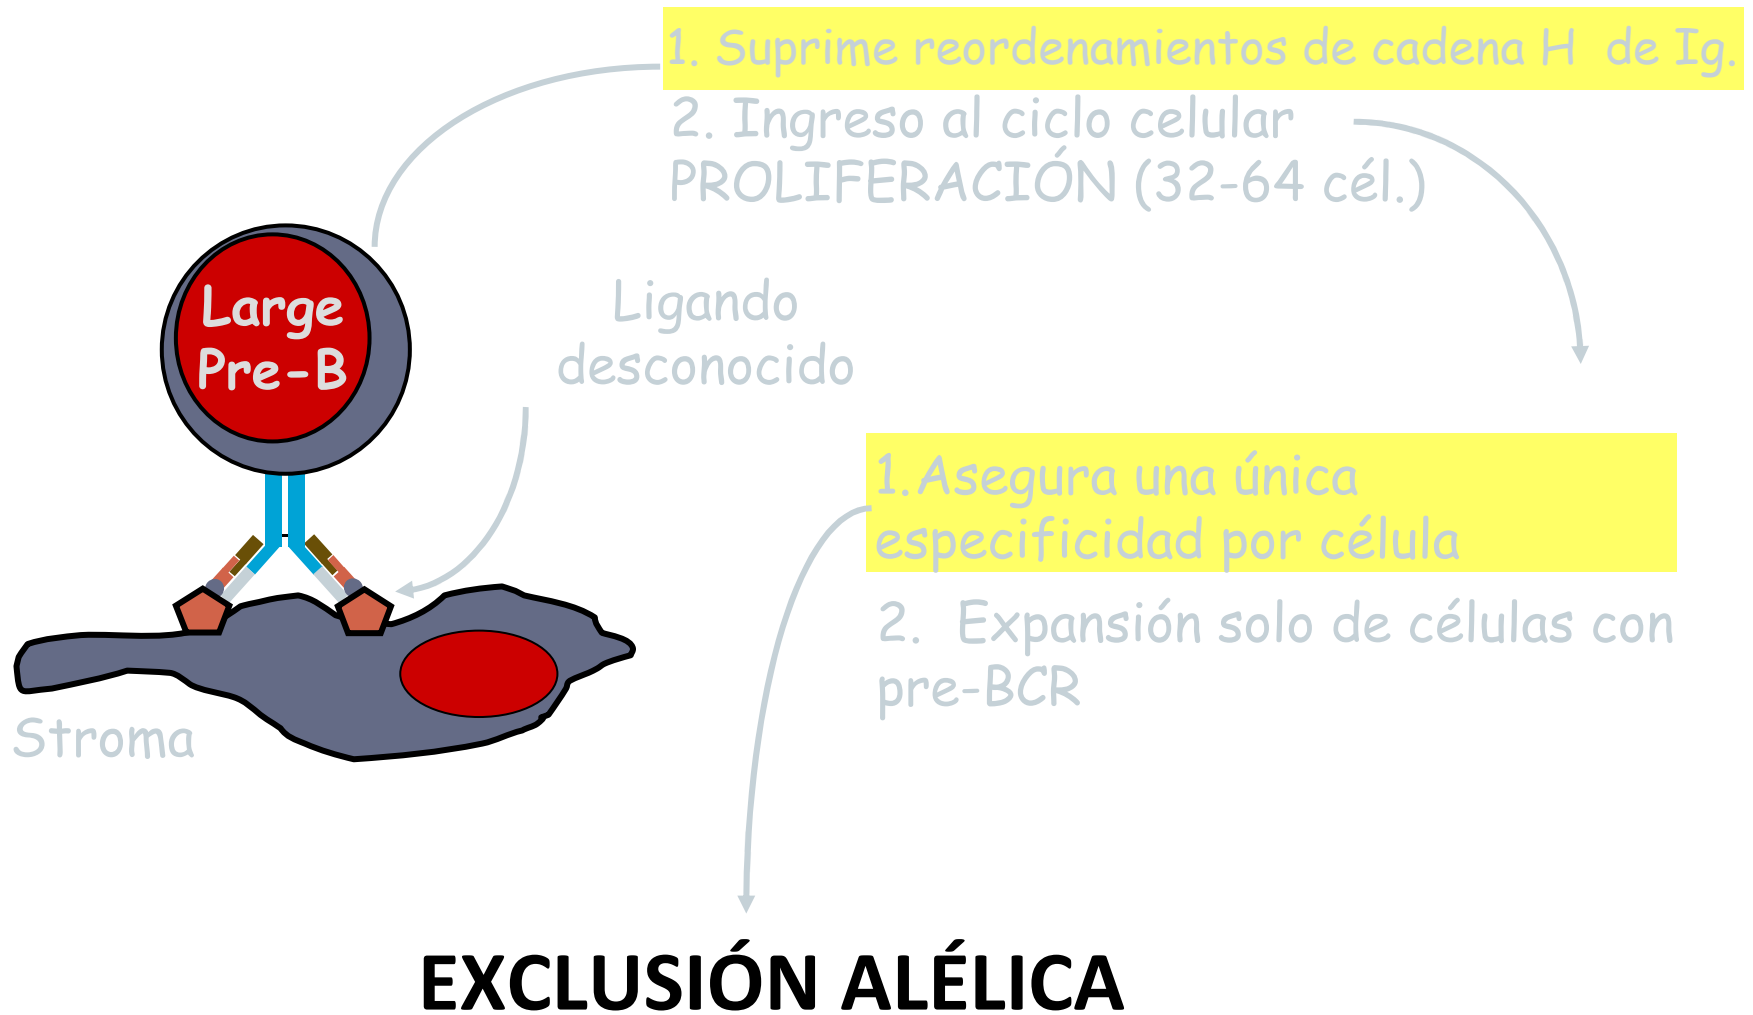 1. Suprime reordenamientos de cadena H de Ig.
2. Ingreso al ciclo celular
PROLIFERACIÓN (32-64 cél.)
Large
Pre-B
Ligando
desconocido
1. Asegura una única
especificidad por célula
2. Expansión solo de células con
pre-BCR
Stroma
EXCLUSIÓN ALÉLICA